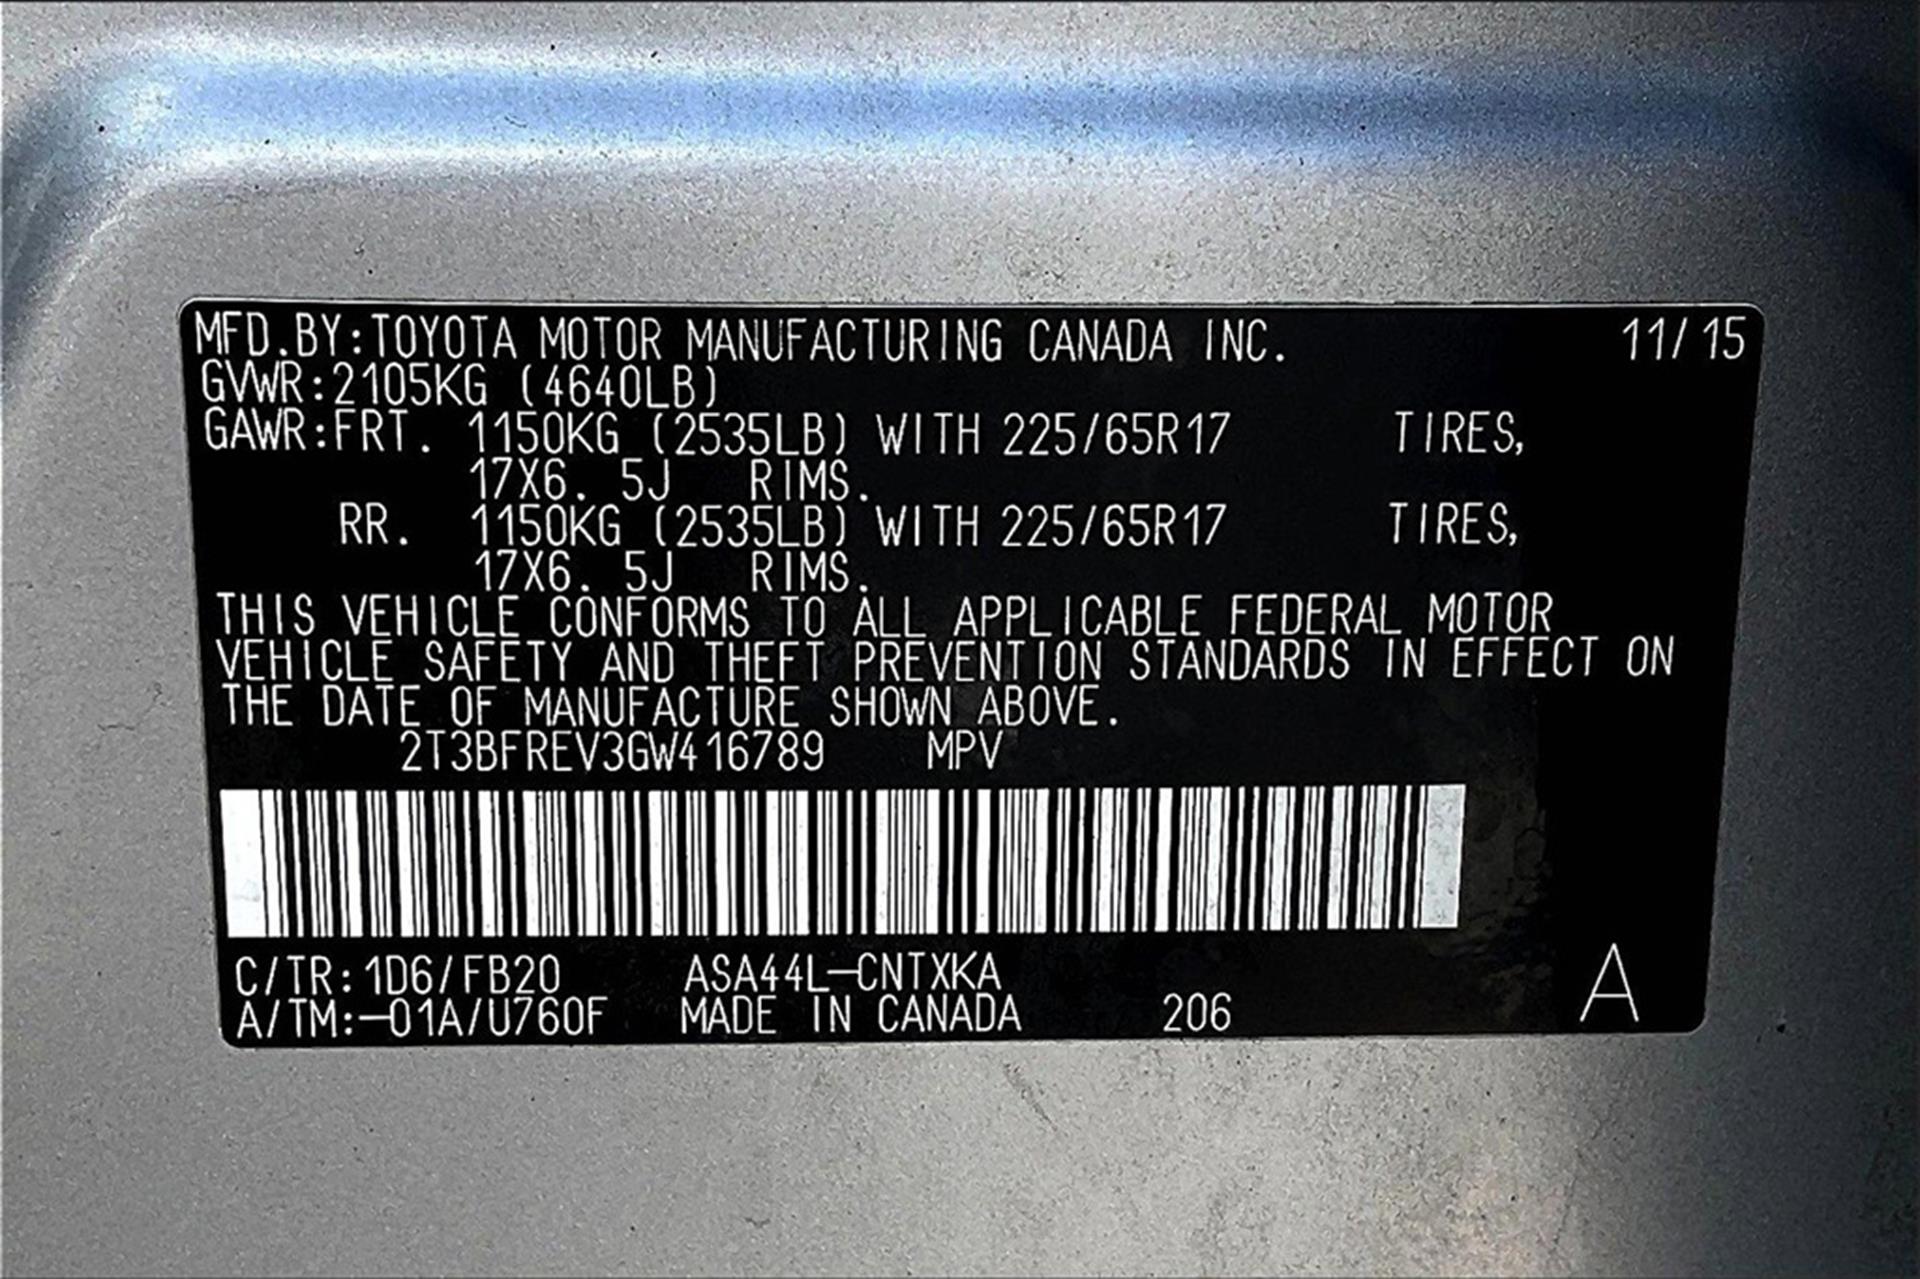 MFD.BY:TOYOTA MOTOR MANUFACTURING CANADA INC. 11/15
GVWR:2105KG (4640LB)
GAWR:FRT. 1150KG (2535LB) WITH 225/65R17 TIRES,
17X6. 5J RIMS.
RR. 1150KG (2535LB) WITH 225/65R17 TIRES,
17X6. 5J RIMS.
THIS VEHICLE CONFORMS TO ALL APPLICABLE FEDERAL MOTOR
VEHICLE SAFETY AND THEFT PREVENTION STANDARDS IN EFFECT ON
THE DATE OF MANUFACTURE SHOWN ABOVE.
2T3BFREV3GW416789 MPV
C/TR:1D6/FB20 ASA44L-CNTXKA
A/TM:-01A/U760F MADE IN CANADA 206 A